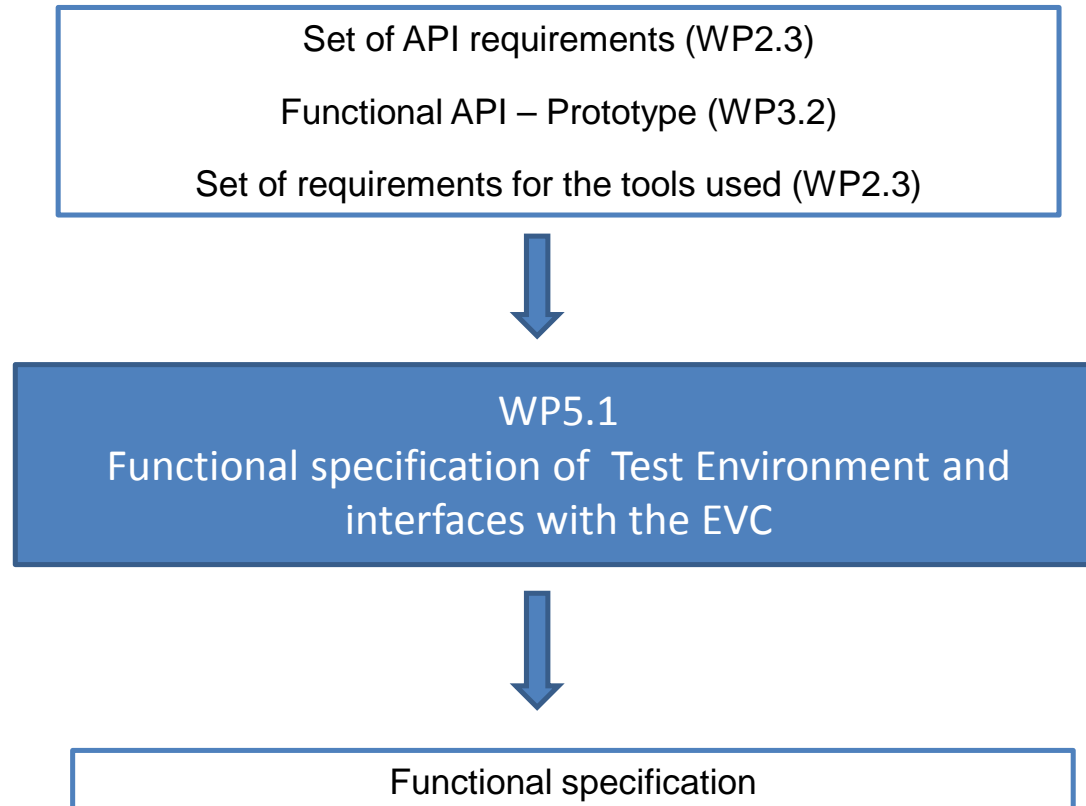 Set of API requirements (WP2.3)
Functional API – Prototype (WP3.2)
Set of requirements for the tools used (WP2.3)
WP5.1
Functional specification of Test Environment and
interfaces with the EVC
Functional specification